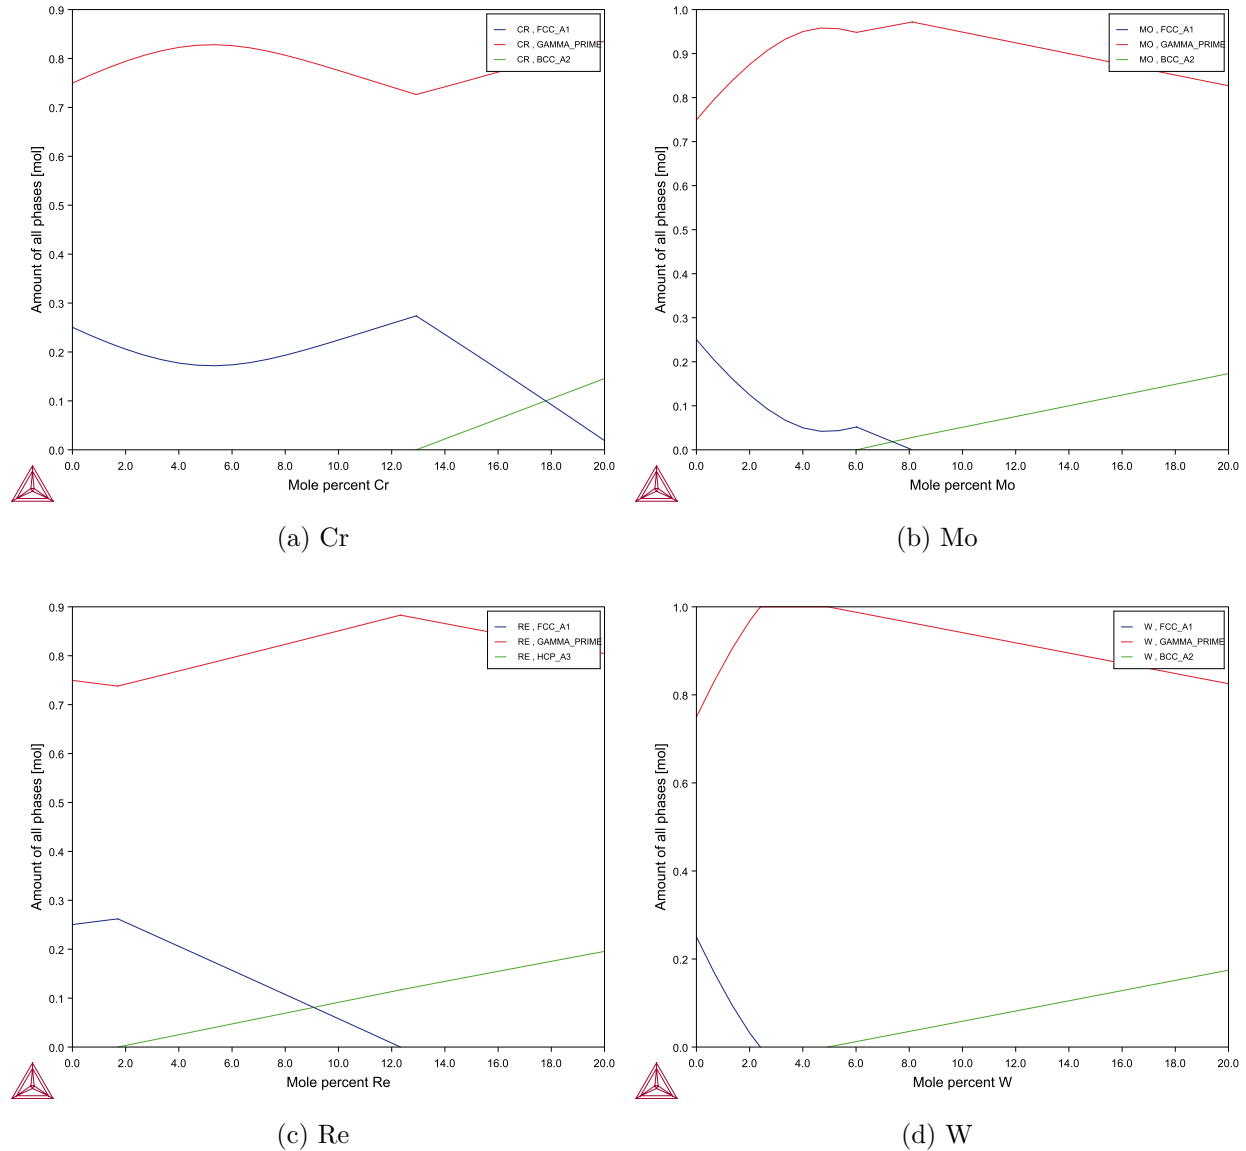 0.9
0.8
0.7
0.6
0.5
0.4
0.3
0.2
0.1
0.0
Amount of all phases [mol]
CR , FCC_A1
CR , GAMMA_PRIME
CR , BCC_A2
0.0 2.0 4.0 6.0 8.0 10.0 12.0 14.0 16.0 18.0 20.0
Mole percent Cr
(a) Cr
1.0
0.9
0.8
0.7
0.6
0.5
0.4
0.3
0.2
0.1
0.0
Amount of all phases [mol]
MO , FCC_A1
MO , GAMMA_PRIME
MO , BCC_A2
0.0 2.0 4.0 6.0 8.0 10.0 12.0 14.0 16.0 18.0 20.0
Mole percent Mo
(b) Mo
0.9
0.8
0.7
0.6
0.5
0.4
0.3
0.2
0.1
0.0
Amount of all phases [mol]
RE , FCC_A1
RE , GAMMA_PRIME
RE , HCP_A3
0.0 2.0 4.0 6.0 8.0 10.0 12.0 14.0 16.0 18.0 20.0
Mole percent Re
(c) Re
1.0
0.8
0.6
0.4
0.2
0.0
Amount of all phases [mol]
W , FCC_A1
W , GAMMA_PRIME
W , BCC_A2
0.0 2.0 4.0 6.0 8.0 10.0 12.0 14.0 16.0 18.0 20.0
Mole percent W
(d) W